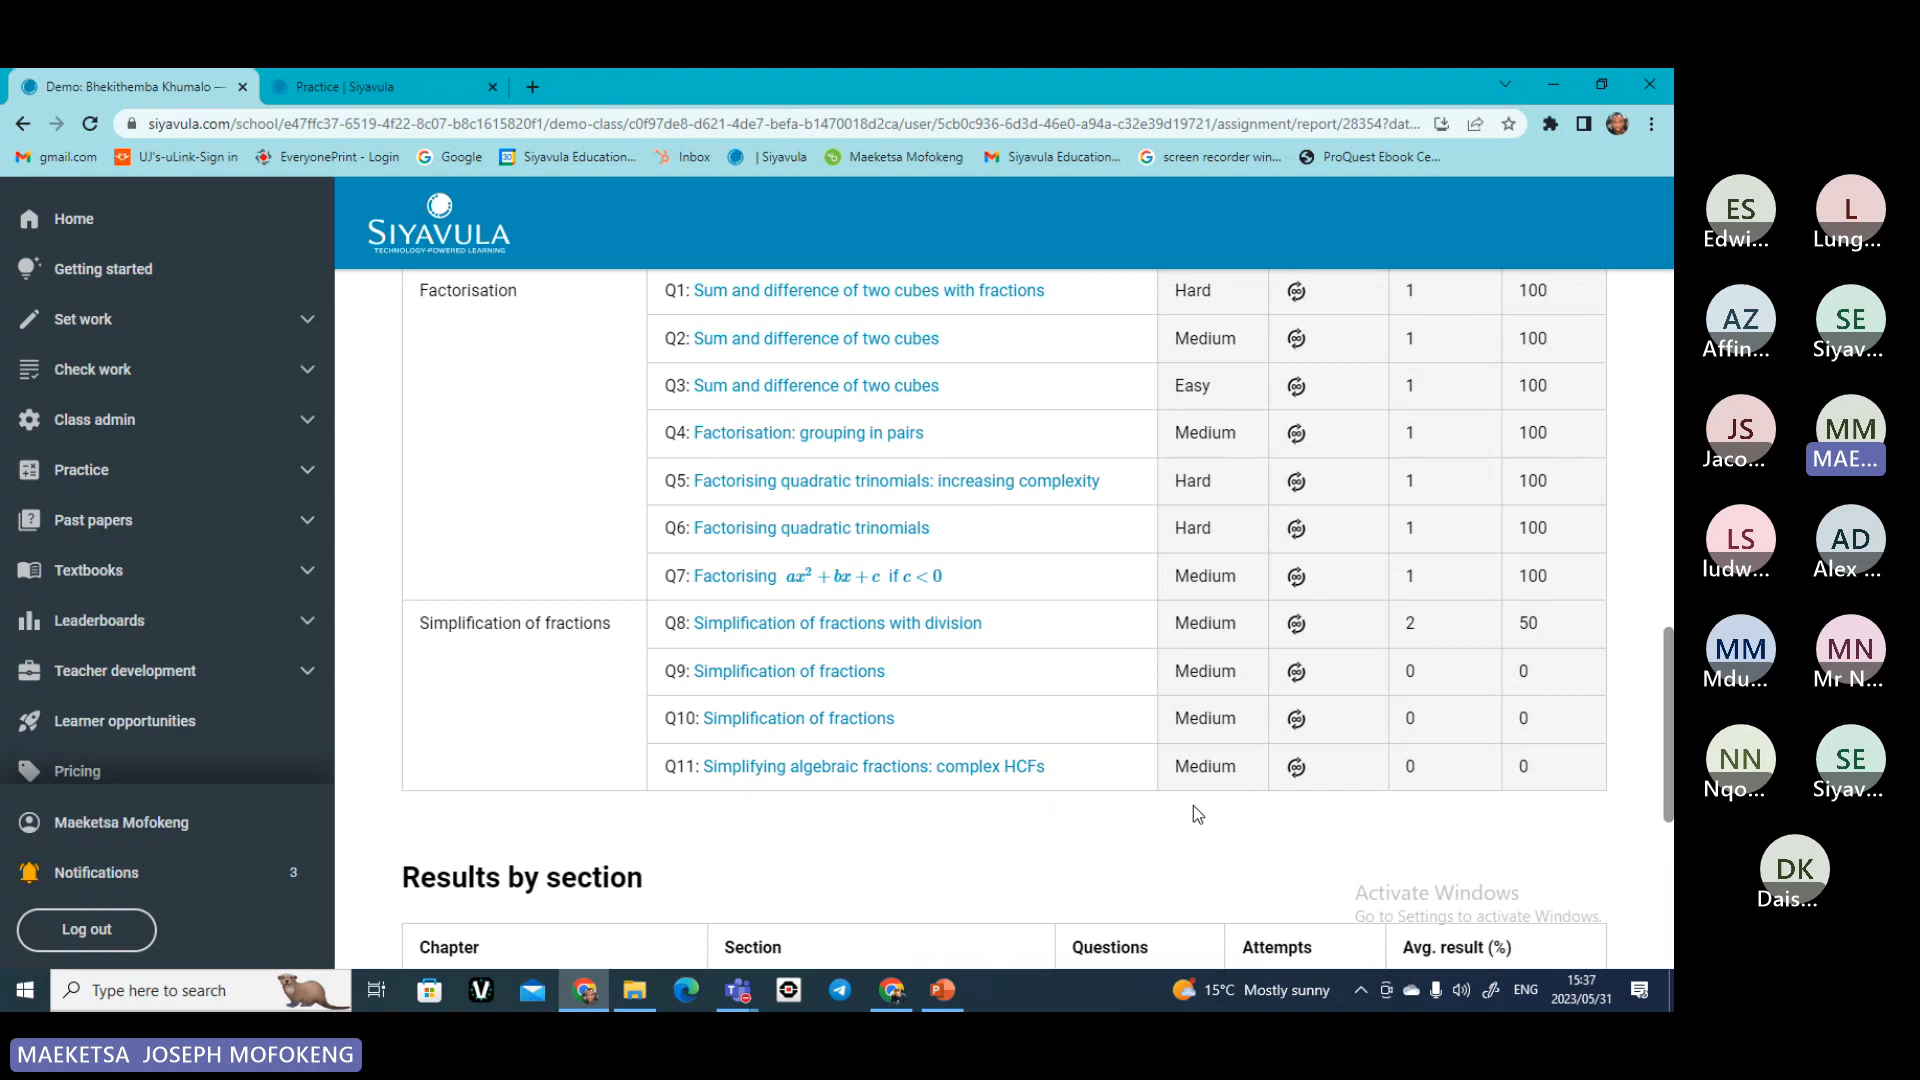 Demo: Bhekithemba Khumalo —
Practice | Siyavula
siyavula.com/school/e47ffc37-6519-4f22-8c07-b8c1615820f1/demo-class/c0f97de8-d621-4de7-befa-b1470018d2ca/user/5cb0c936-6d3d-46e0-a94a-c32e39d19721/assignment/report/28354?dat...
gmail.com UJ's-uLink-Sign in EveryonePrint - Login Google Siyavula Education... Inbox | Siyavula Maeketsa Mofokeng Siyavula Education... screen recorder win... ProQuest Ebook Ce...
Home
Getting started
Set work
Check work
Class admin
Practice
Past papers
Textbooks
Leaderboards
Teacher development
Learner opportunities
Pricing
Maeketsa Mofokeng
Notifications 3
Log out
SIYAVULA
TECHNOLOGY-POWERED LEARNING
Factorisation Q1: Sum and difference of two cubes with fractions Hard 1 100
Q2: Sum and difference of two cubes Medium 1 100
Q3: Sum and difference of two cubes Easy 1 100
Q4: Factorisation: grouping in pairs Medium 1 100
Q5: Factorising quadratic trinomials: increasing complexity Hard 1 100
Q6: Factorising quadratic trinomials Hard 1 100
Q7: Factorising ax² + bx + c if c < 0 Medium 1 100
Simplification of fractions Q8: Simplification of fractions with division Medium 2 50
Q9: Simplification of fractions Medium 0 0
Q10: Simplification of fractions Medium 0 0
Q11: Simplifying algebraic fractions: complex HCFs Medium 0 0
Results by section
Activate Windows
Go to Settings to activate Windows.
Chapter Section Questions Attempts Avg. result (%)
Type here to search
15°C Mostly sunny
ENG
15:37
2023/05/31
ES
Edwi...
L
Lung...
AZ
Affin...
SE
Siyav...
JS
Jaco...
MM
MAE...
LS
ludw...
AD
Alex ...
MM
Mdu...
MN
Mr N...
NN
Nqo...
SE
Siyav...
DK
Dais...
MAEKETSA JOSEPH MOFOKENG